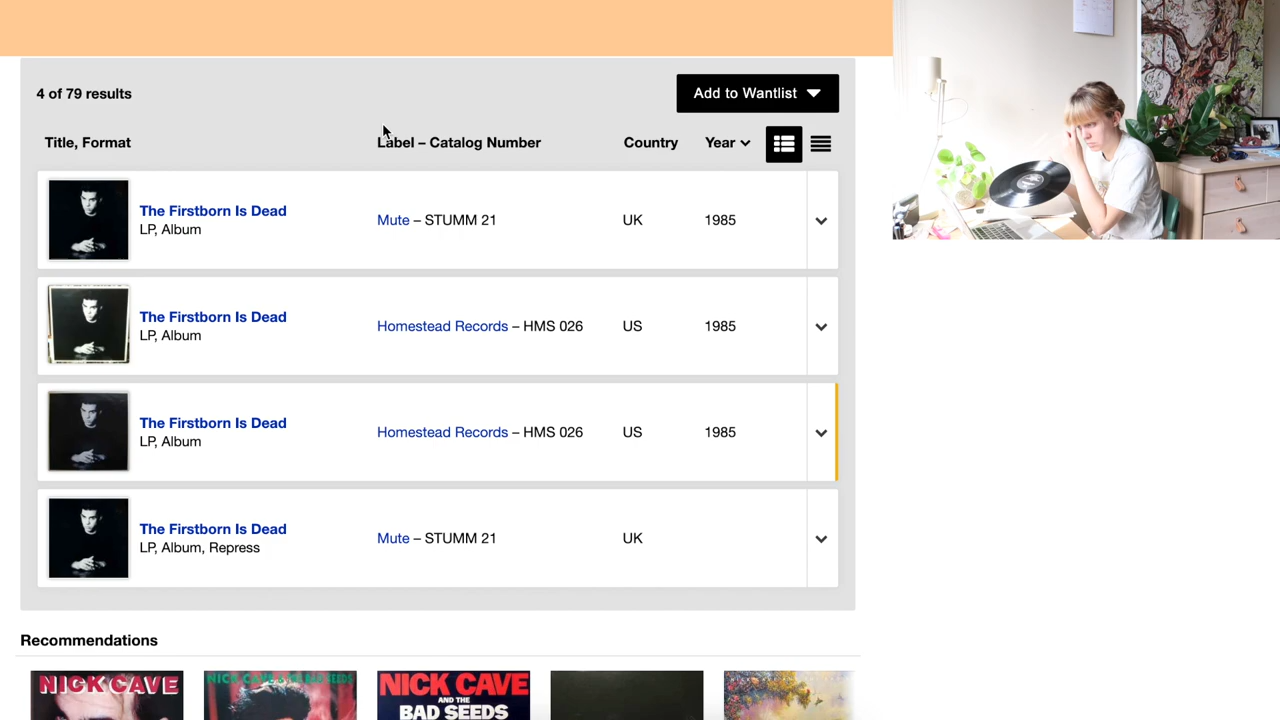 4 of 79 results
Add to Wantlist
Title, Format
Label – Catalog Number
Country
Year
The Firstborn Is Dead
LP, Album
Mute – STUMM 21
UK
1985
The Firstborn Is Dead
LP, Album
Homestead Records – HMS 026
US
1985
The Firstborn Is Dead
LP, Album
Homestead Records – HMS 026
US
1985
The Firstborn Is Dead
LP, Album, Repress
Mute – STUMM 21
UK
Recommendations
NICK CAVE
NICK CAVE & THE BAD SEEDS
NICK CAVE
AND THE
BAD SEEDS